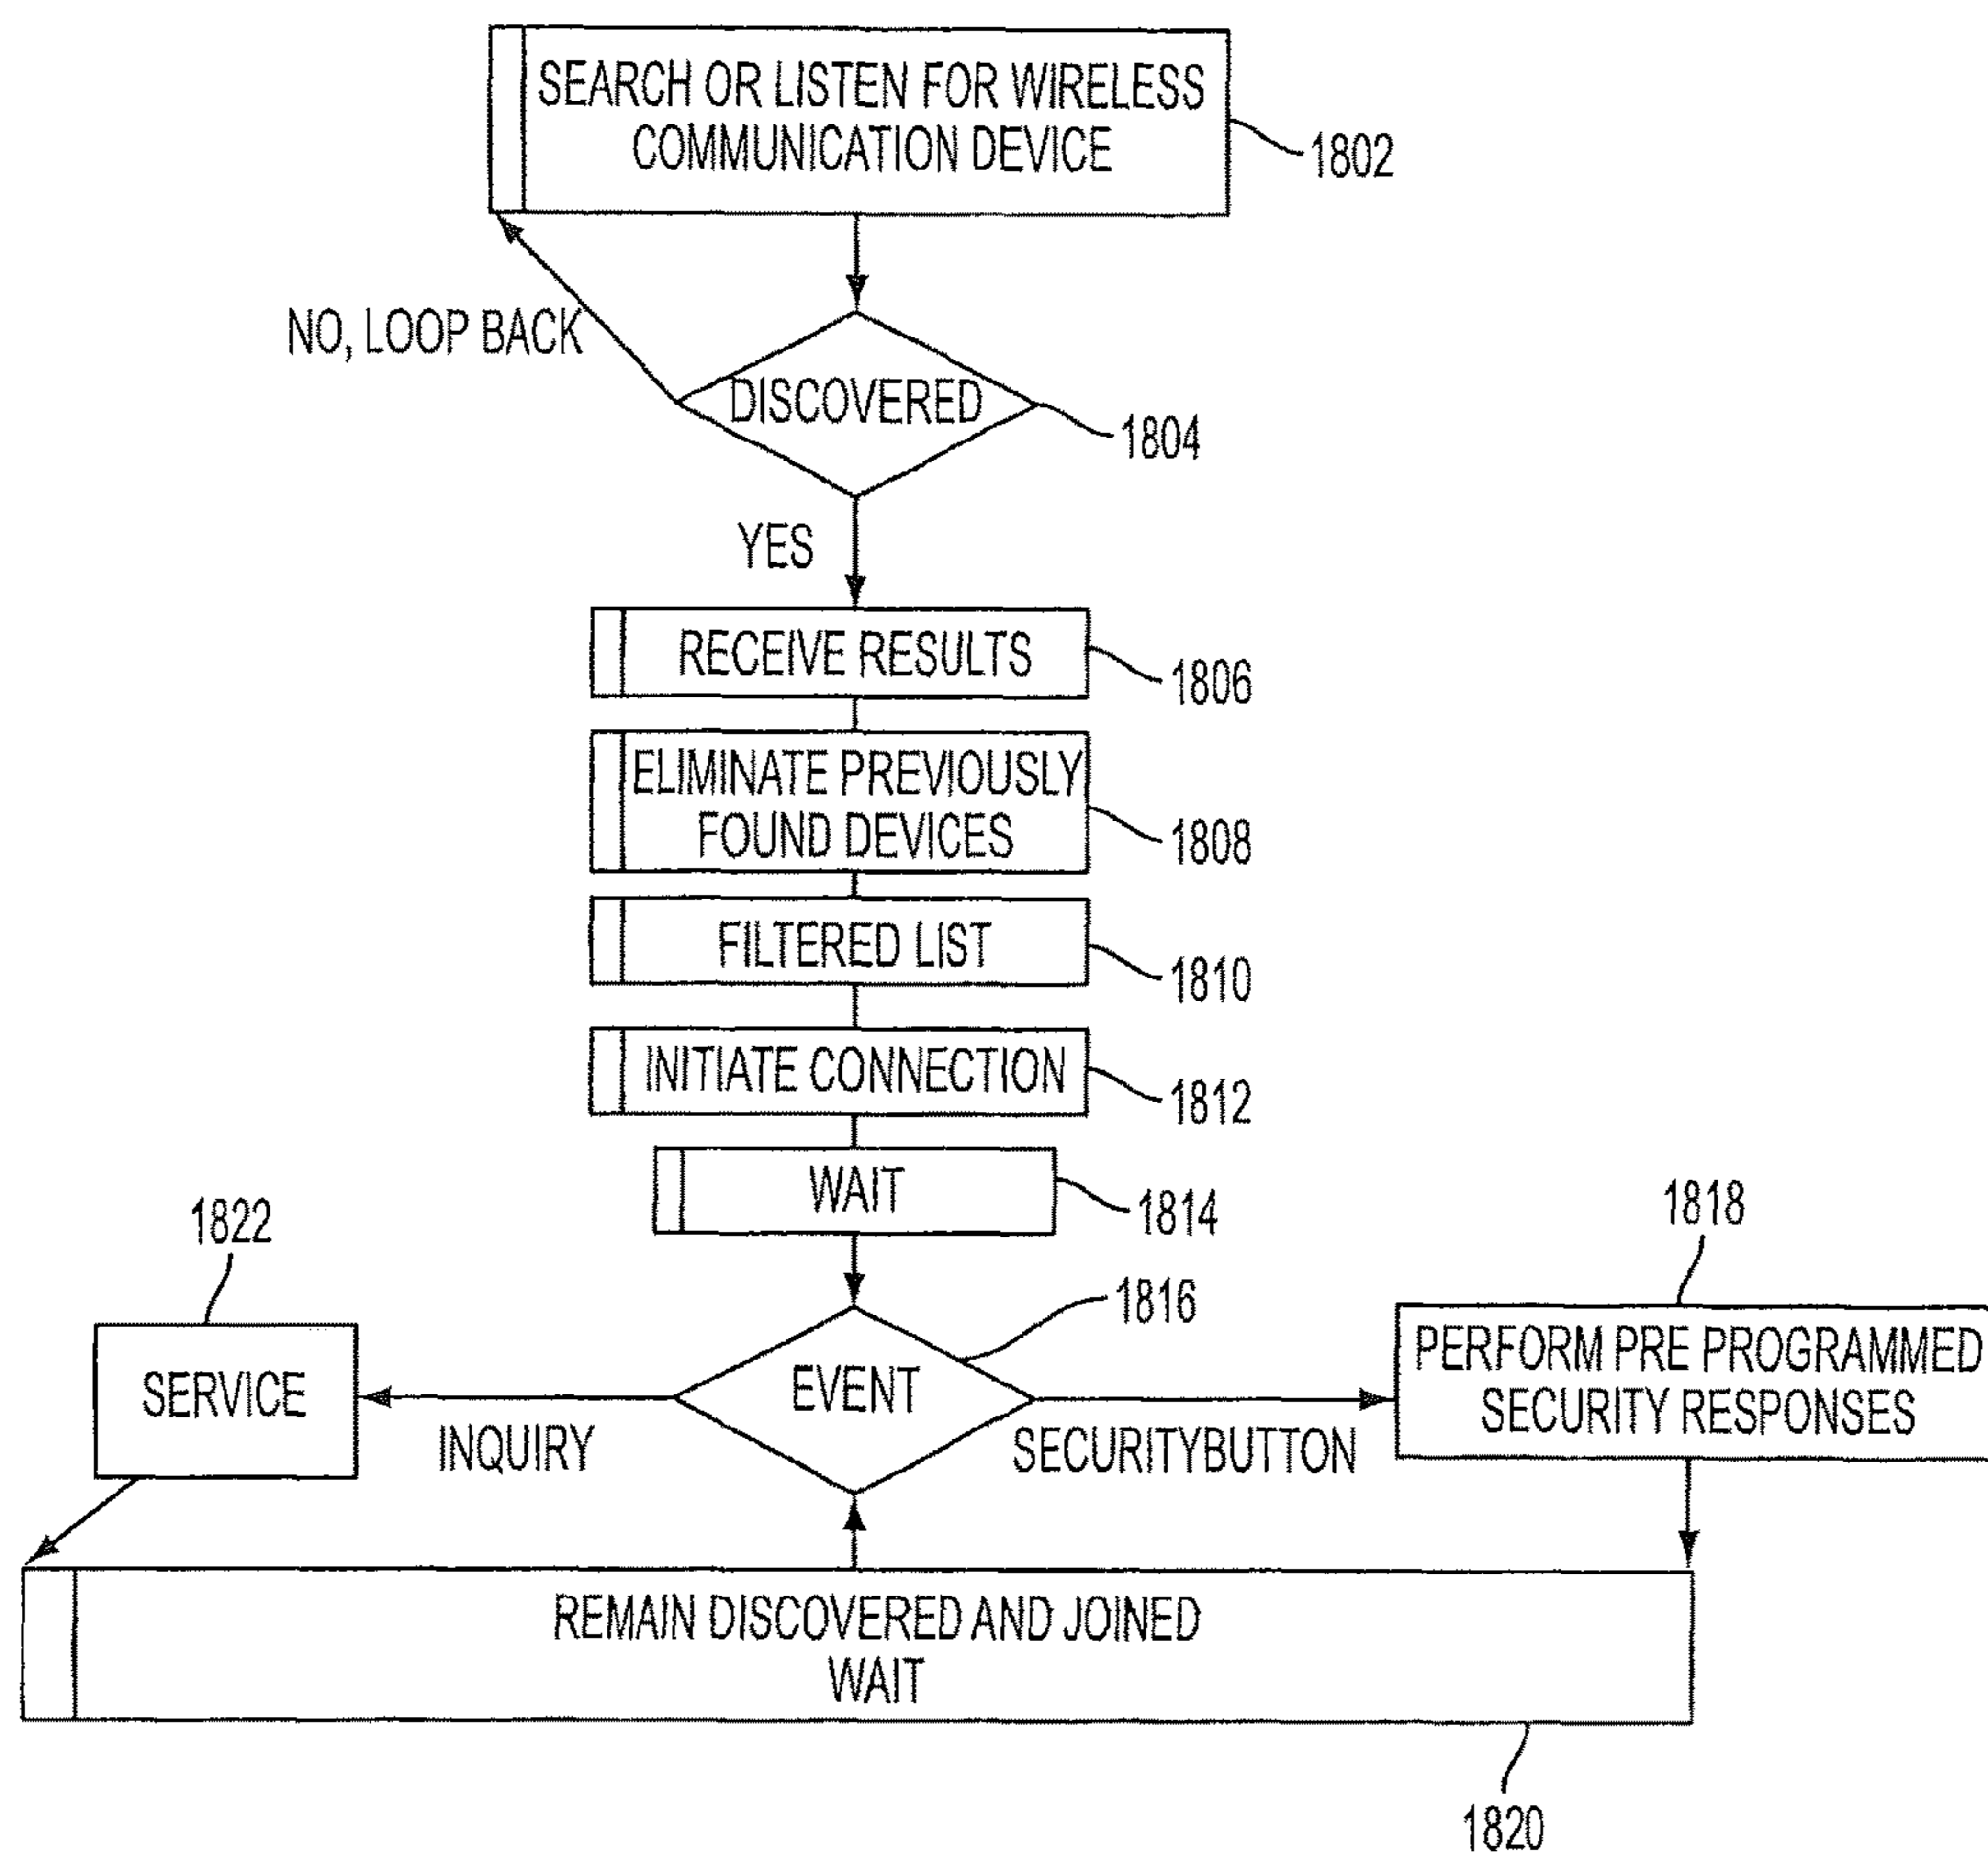 SEARCH OR LISTEN FOR WIRELESS
COMMUNICATION DEVICE
1802
NO, LOOP BACK
DISCOVERED
1804
YES
RECEIVE RESULTS
1806
ELIMINATE PREVIOUSLY
FOUND DEVICES
1808
FILTERED LIST
1810
INITIATE CONNECTION
1812
WAIT
1814
1822
1818
1816
SERVICE
EVENT
PERFORM PRE PROGRAMMED
SECURITY RESPONSES
INQUIRY
SECURITYBUTTON
REMAIN DISCOVERED AND JOINED
WAIT
1820